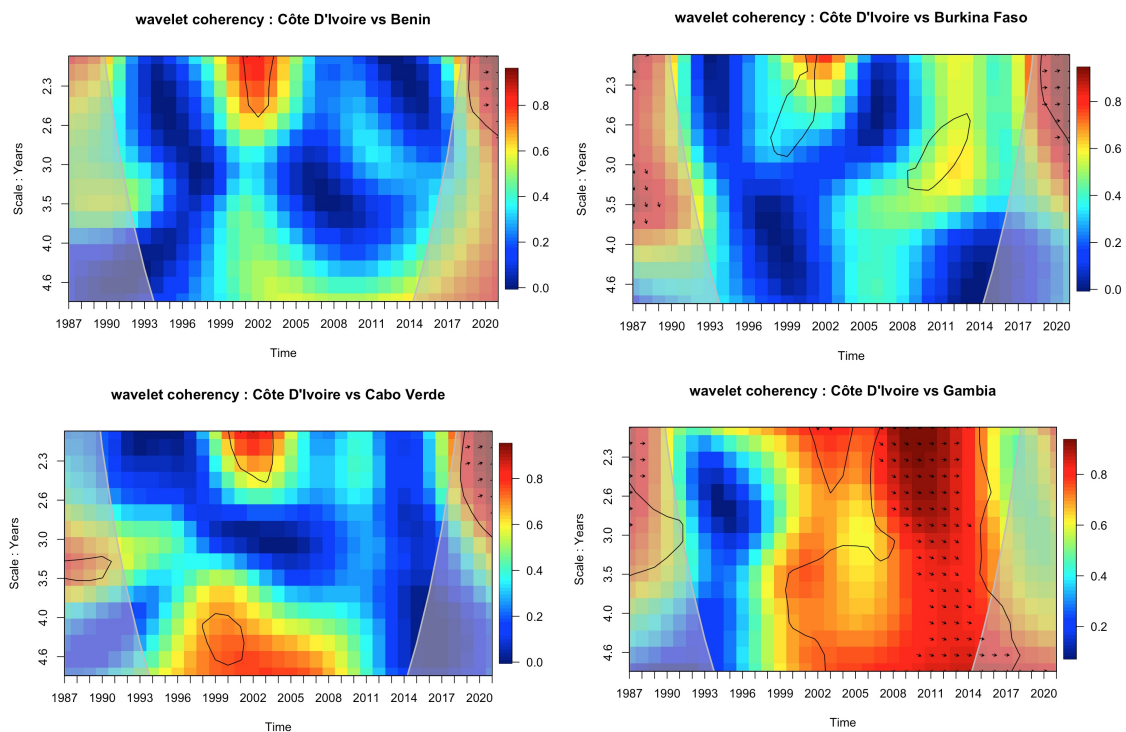 wavelet coherency : Côte D'Ivoire vs Benin
Scale : Years
2.3
2.6
3.0
3.5
4.0
4.6
1987 1990 1993 1996 1999 2002 2005 2008 2011 2014 2017 2020
Time
0.8
0.6
0.4
0.2
0.0
wavelet coherency : Côte D'Ivoire vs Burkina Faso
Scale : Years
2.3
2.6
3.0
3.5
4.0
4.6
1987 1990 1993 1996 1999 2002 2005 2008 2011 2014 2017 2020
Time
0.8
0.6
0.4
0.2
0.0
wavelet coherency : Côte D'Ivoire vs Cabo Verde
Scale : Years
2.3
2.6
3.0
3.5
4.0
4.6
1987 1990 1993 1996 1999 2002 2005 2008 2011 2014 2017 2020
Time
0.8
0.6
0.4
0.2
0.0
wavelet coherency : Côte D'Ivoire vs Gambia
Scale : Years
2.3
2.6
3.0
3.5
4.0
4.6
1987 1990 1993 1996 1999 2002 2005 2008 2011 2014 2017 2020
Time
0.8
0.6
0.4
0.2